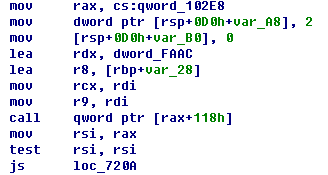 mov rax, cs:qword_102E8
mov dword ptr [rsp+0D0h+var_A8], 2
mov [rsp+0D0h+var_B0], 0
lea rdx, dword_FAAC
lea r8, [rbp+var_28]
mov rcx, rdi
mov r9, rdi
call qword ptr [rax+118h]
mov rsi, rax
test rsi, rsi
js loc_720A